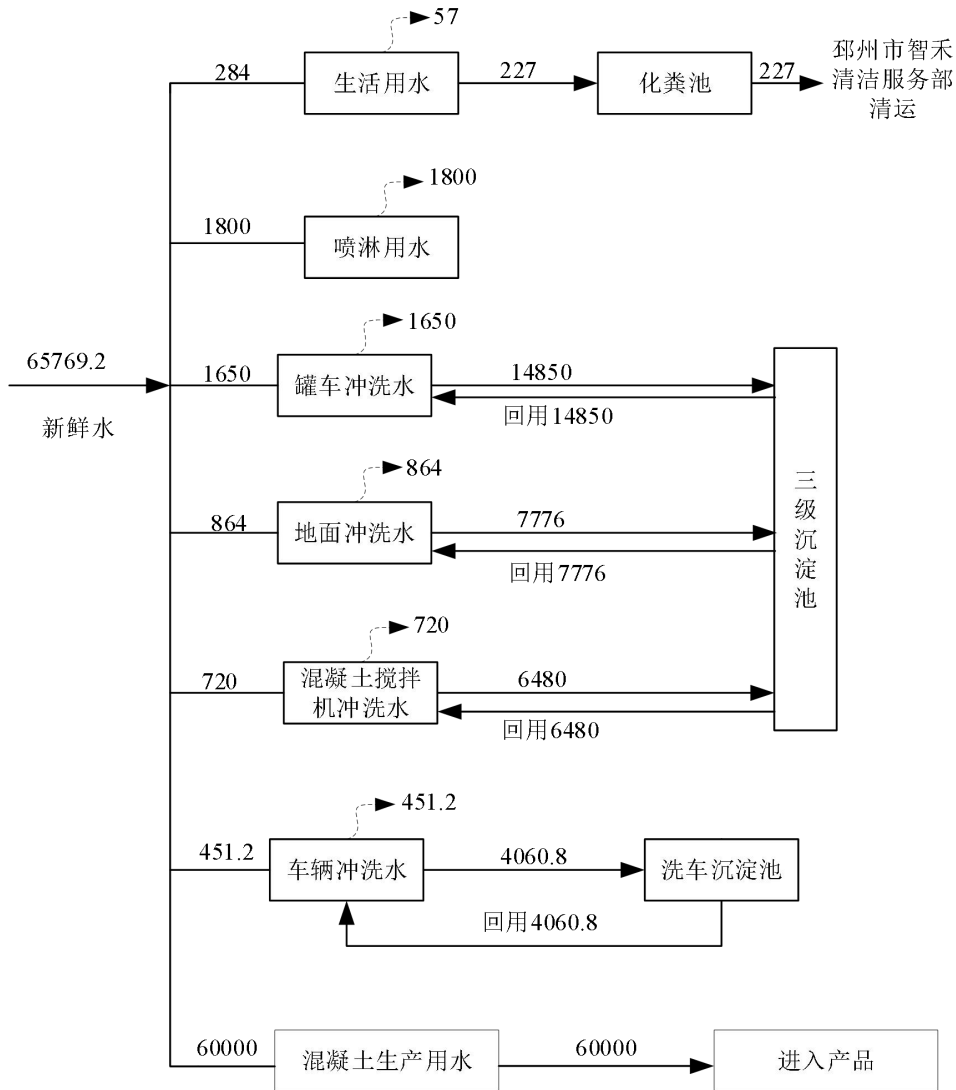 57
284
生活用水
227
化粪池
227
邳州市智禾
清洁服务部
清运
1800
1800
喷淋用水
65769.2
新鲜水
1650
1650
罐车冲洗水
14850
回用14850
864
864
地面冲洗水
7776
回用7776
三级沉淀池
720
720
混凝土搅拌
机冲洗水
6480
回用6480
451.2
451.2
车辆冲洗水
4060.8
洗车沉淀池
回用4060.8
60000
混凝土生产用水
60000
进入产品